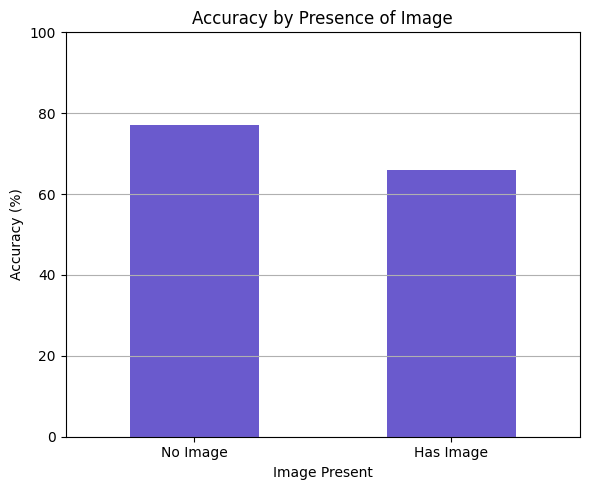 Accuracy by Presence of Image
100
80
60
40
20
0
Accuracy (%)
No Image
Has Image
Image Present